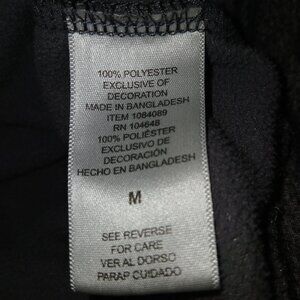 100% POLYESTER
EXCLUSIVE OF
DECORATION
MADE IN BANGLADESH
ITEM 1084089
RN 104648
100% POLIÉSTER
EXCLUSIVO DE
DECORACIÓN
HECHO EN BANGLADESH
M
SEE REVERSE
FOR CARE
VER AL DORSO
PARAP CUIDADO